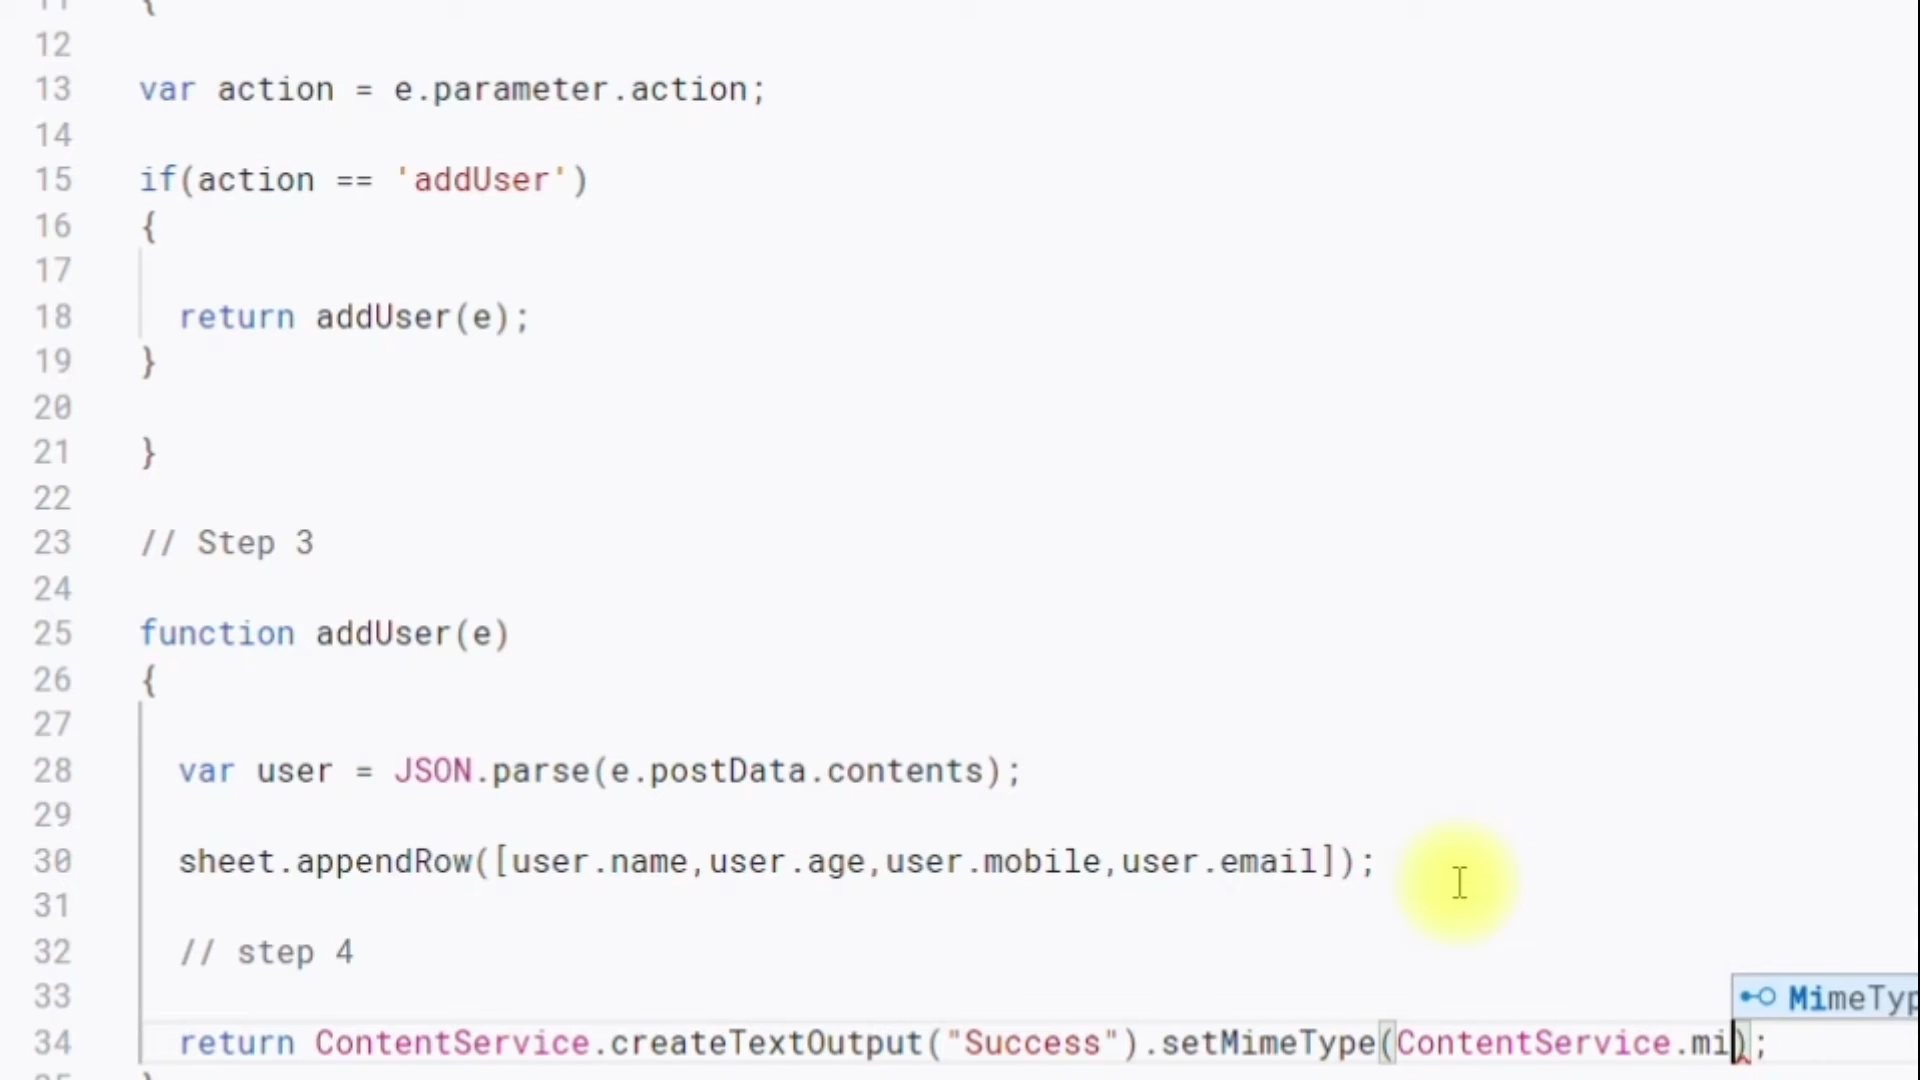 11 {
12
13 var action = e.parameter.action;
14
15 if(action == 'addUser')
16 {
17
18 return addUser(e);
19 }
20
21 }
22
23 // Step 3
24
25 function addUser(e)
26 {
27
28 var user = JSON.parse(e.postData.contents);
29
30 sheet.appendRow([user.name,user.age,user.mobile,user.email]);
31
32 // step 4
33
MimeTyp
34 return ContentService.createTextOutput("Success").setMimeType(ContentService.mi);